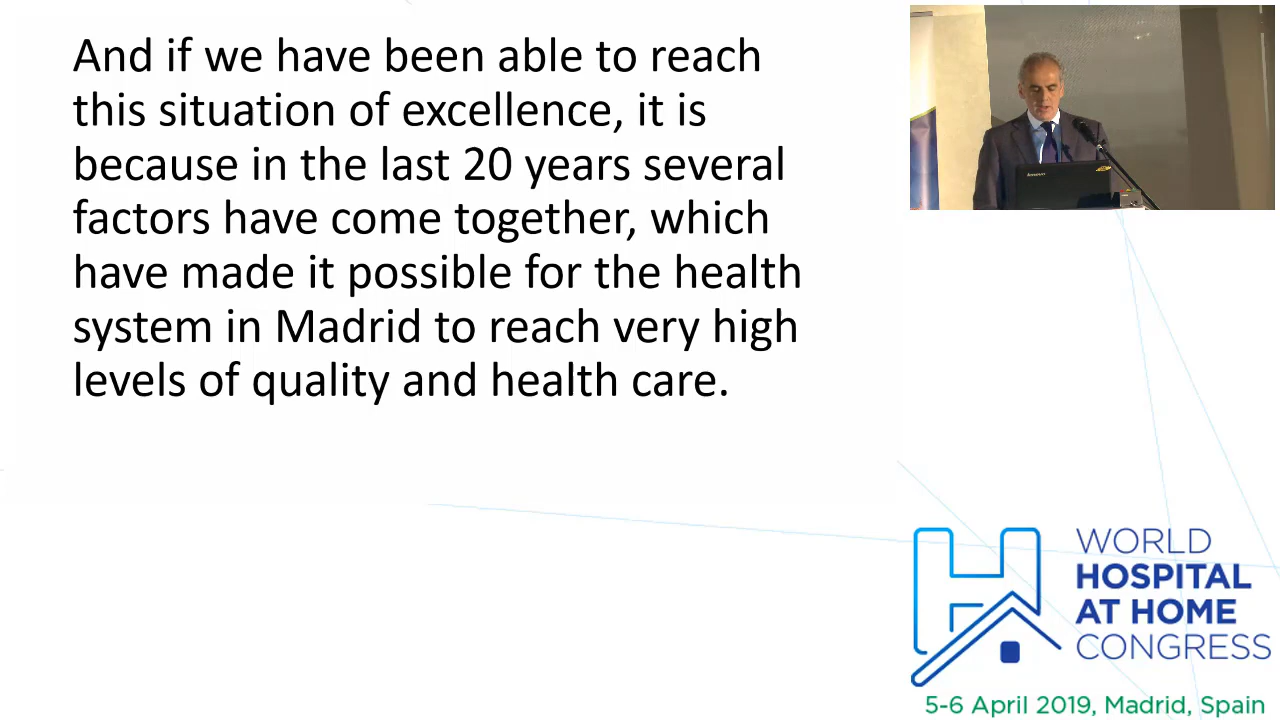 And if we have been able to reach
this situation of excellence, it is
because in the last 20 years several
factors have come together, which
have made it possible for the health
system in Madrid to reach very high
levels of quality and health care.
WORLD
HOSPITAL
AT HOME
CONGRESS
5-6 April 2019, Madrid, Spain